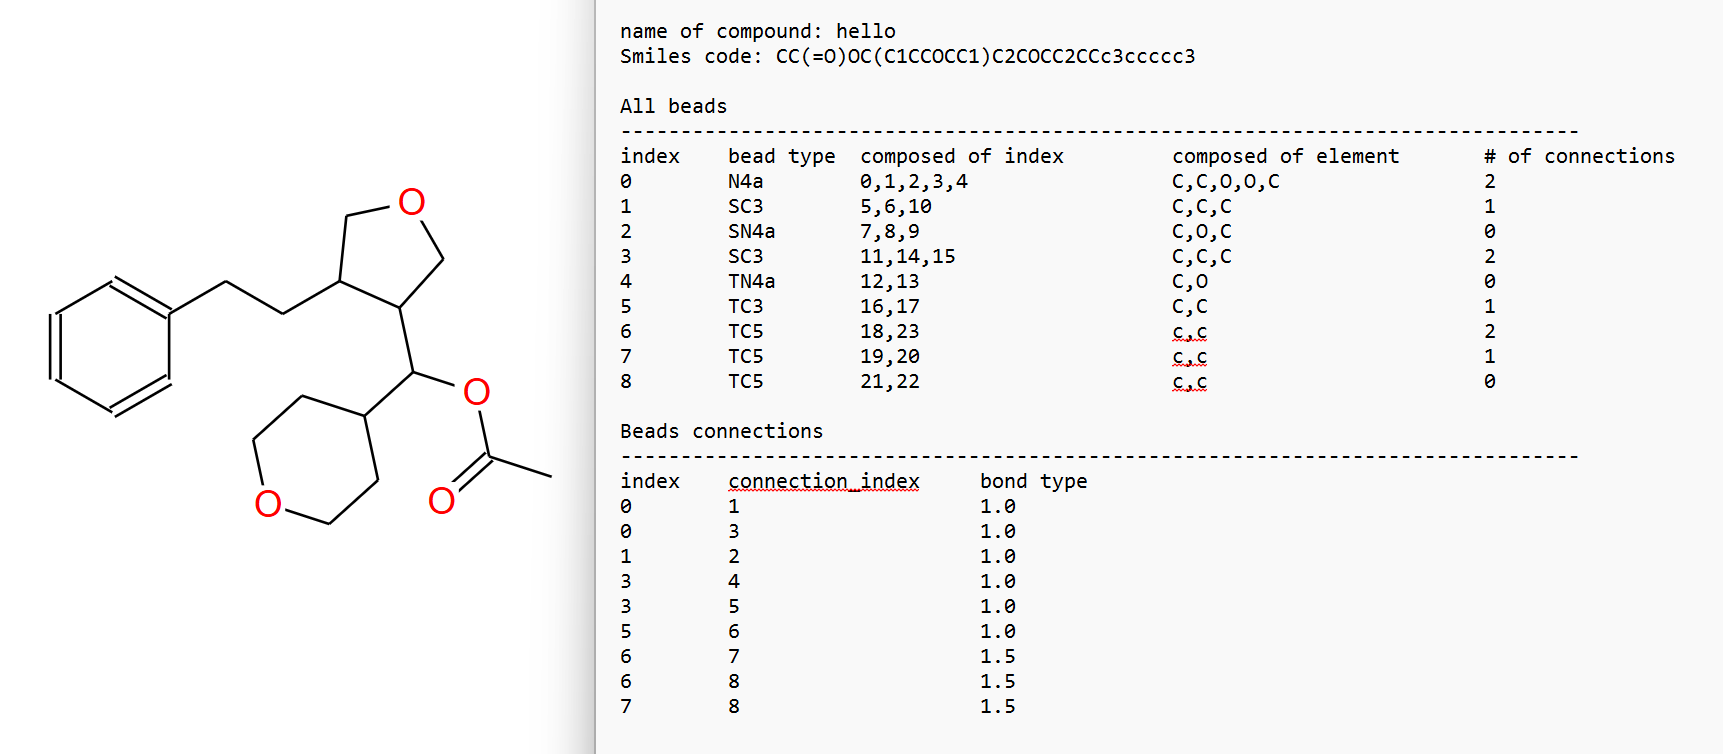 O
O
O
O
name of compound: hello
Smiles code: CC(=O)OC(C1CCOCC1)C2COCC2CCc3ccccc3
All beads
--------------------------------------------------------------------------------
index bead type composed of index composed of element # of connections
0 N4a 0,1,2,3,4 C,C,O,O,C 2
1 SC3 5,6,10 C,C,C 1
2 SN4a 7,8,9 C,O,C 0
3 SC3 11,14,15 C,C,C 2
4 TN4a 12,13 C,O 0
5 TC3 16,17 C,C 1
6 TC5 18,23 c,c 2
7 TC5 19,20 c,c 1
8 TC5 21,22 c,c 0
Beads connections
--------------------------------------------------------------------------------
index connection_index bond type
0 1 1.0
0 3 1.0
1 2 1.0
3 4 1.0
3 5 1.0
5 6 1.0
6 7 1.5
6 8 1.5
7 8 1.5